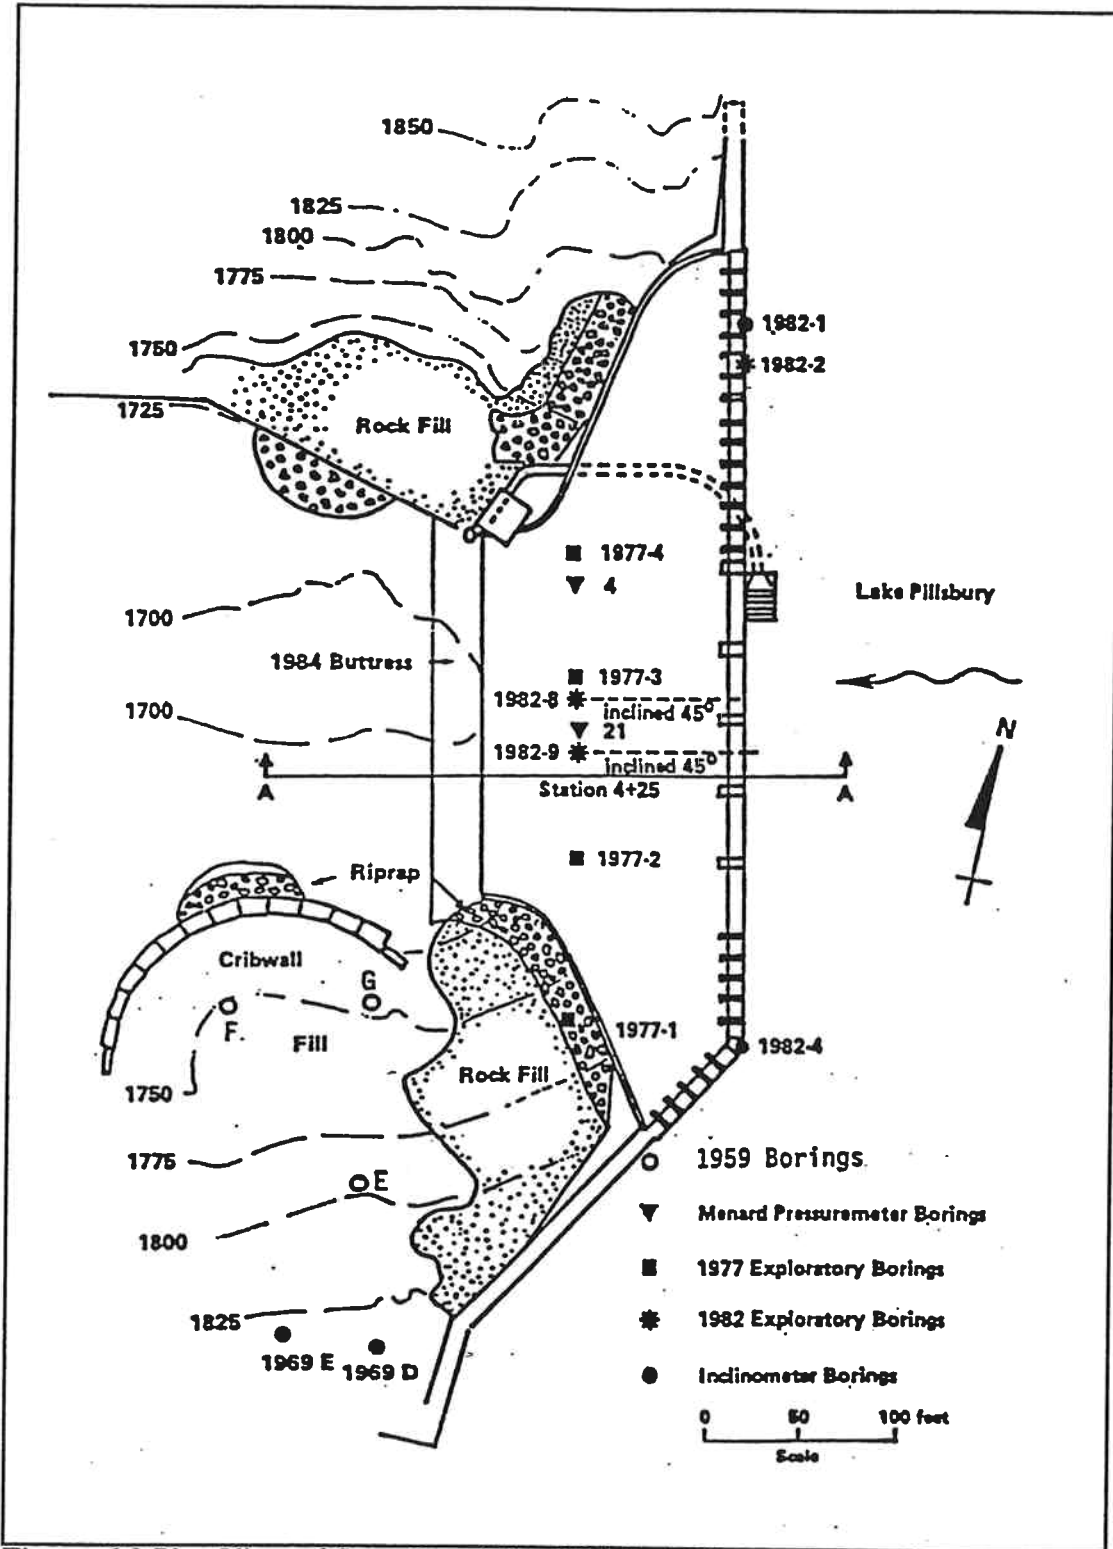 1850
1825
1800
1775
1750
1725
Rock Fill
1982-1
1982-2
1977-4
4
Lake Pillsbury
1700
1984 Buttress
1977-3
1982-8
inclined 45°
1700
21
1982-9
inclined 45°
N
A
A
Station 4+25
1977-2
Riprap
Cribwall
G
F.
Fill
1977-1
1982-4
1750
Rock Fill
1775
E
1800
1825
1969 E
1969 D
1959 Borings
Menard Pressuremeter Borings
1977 Exploratory Borings
1982 Exploratory Borings
Inclinometer Borings
0 50 100 feet
Scale